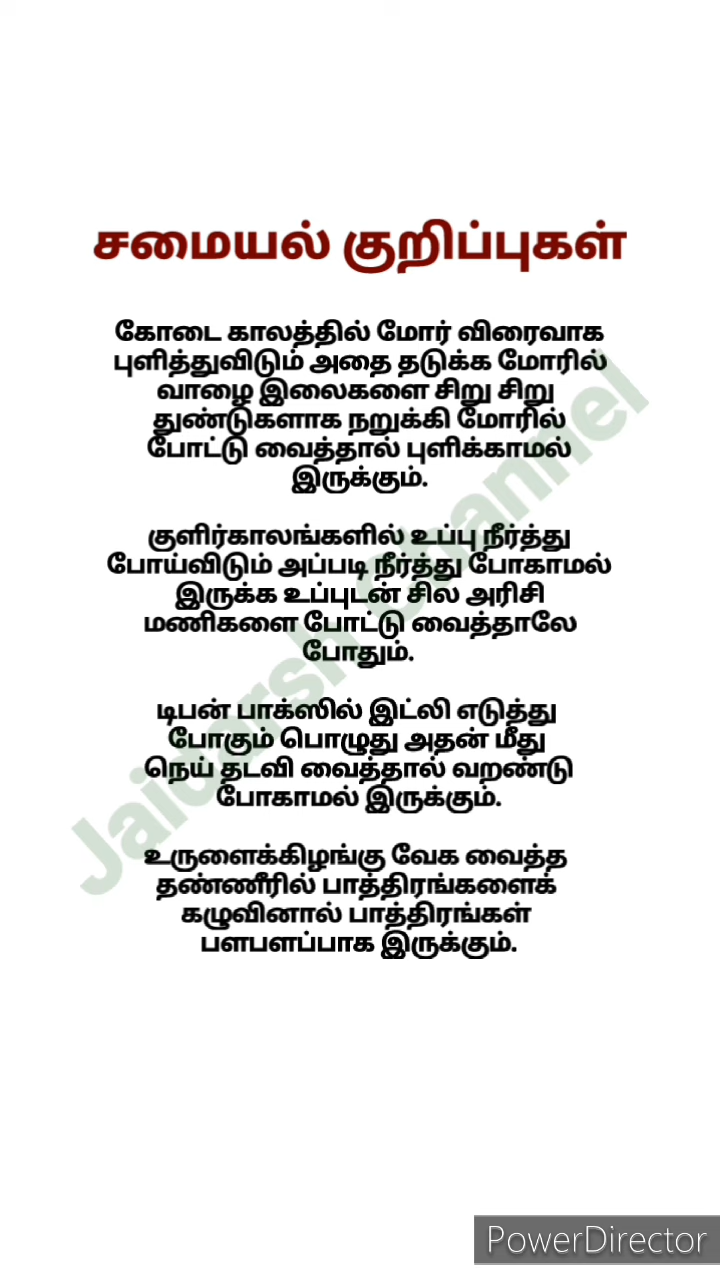 சமையல் குறிப்புகள்
கோடை காலத்தில் மோர் விரைவாக
புளித்துவிடும் அதை தடுக்க மோரில்
வாழை இலைகளை சிறு சிறு
துண்டுகளாக நறுக்கி மோரில்
போட்டு வைத்தால் புளிக்காமல்
இருக்கும்.
குளிர்காலங்களில் உப்பு நீர்த்து
போய்விடும் அப்படி நீர்த்து போகாமல்
இருக்க உப்புடன் சில அரிசி
மணிகளை போட்டு வைத்தாலே
போதும்.
டிபன் பாக்ஸில் இட்லி எடுத்து
போகும் பொழுது அதன் மீது
நெய் தடவி வைத்தால் வறண்டு
போகாமல் இருக்கும்.
உருளைக்கிழங்கு வேக வைத்த
தண்ணீரில் பாத்திரங்களைக்
கழுவினால் பாத்திரங்கள்
பளபளப்பாக இருக்கும்.
Jaidarsh Channel
PowerDirector